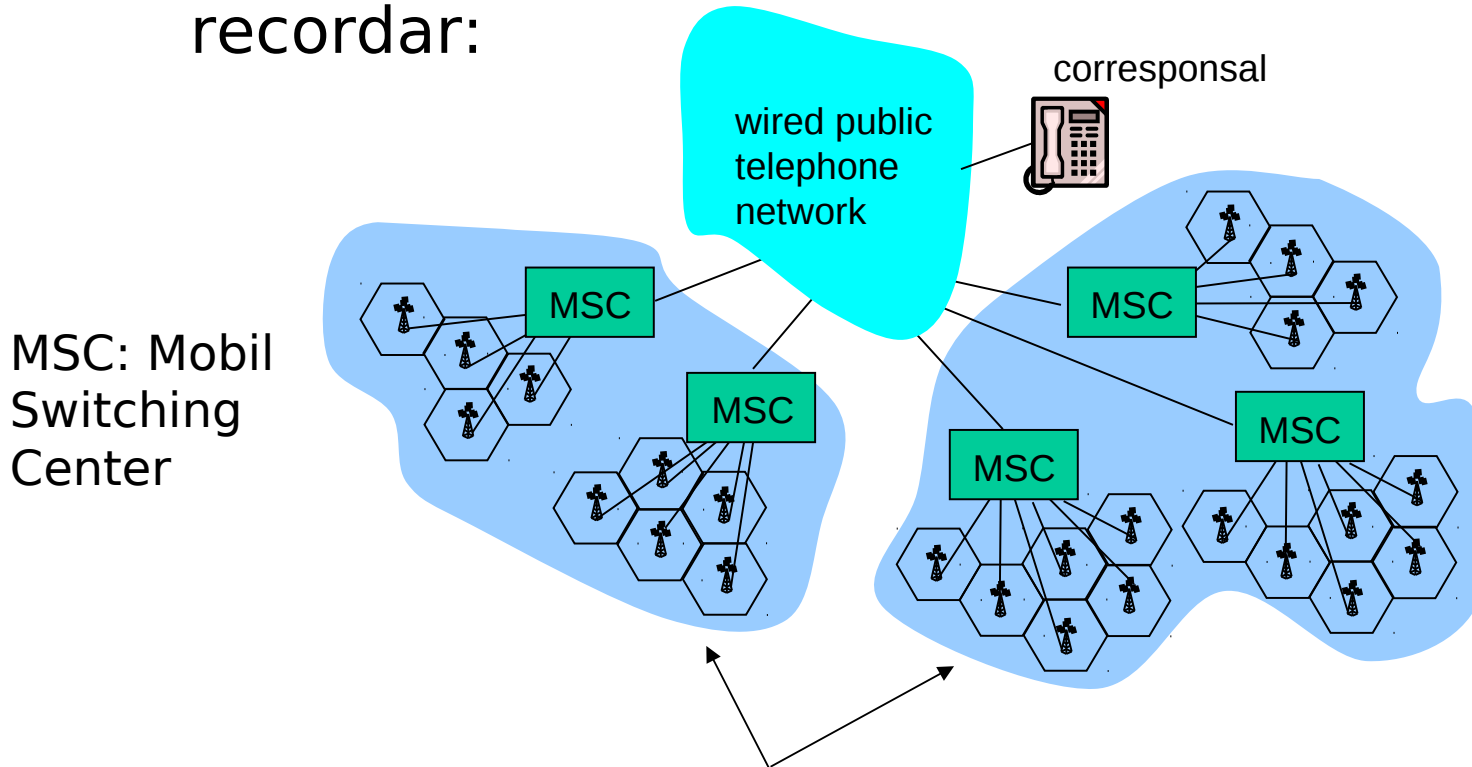 recordar:
corresponsal
wired public
telephone
network
MSC
MSC
MSC
MSC
MSC
MSC: Mobil
Switching
Center